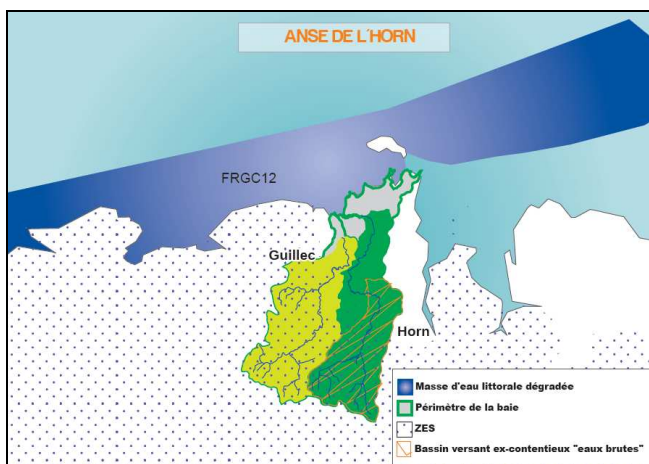 ANSE DE L´HORN
FRGC12
Guillec
Horn
Masse d'eau littorale dégradée
Périmètre de la baie
ZES
Bassin versant ex-contentieux "eaux brutes"